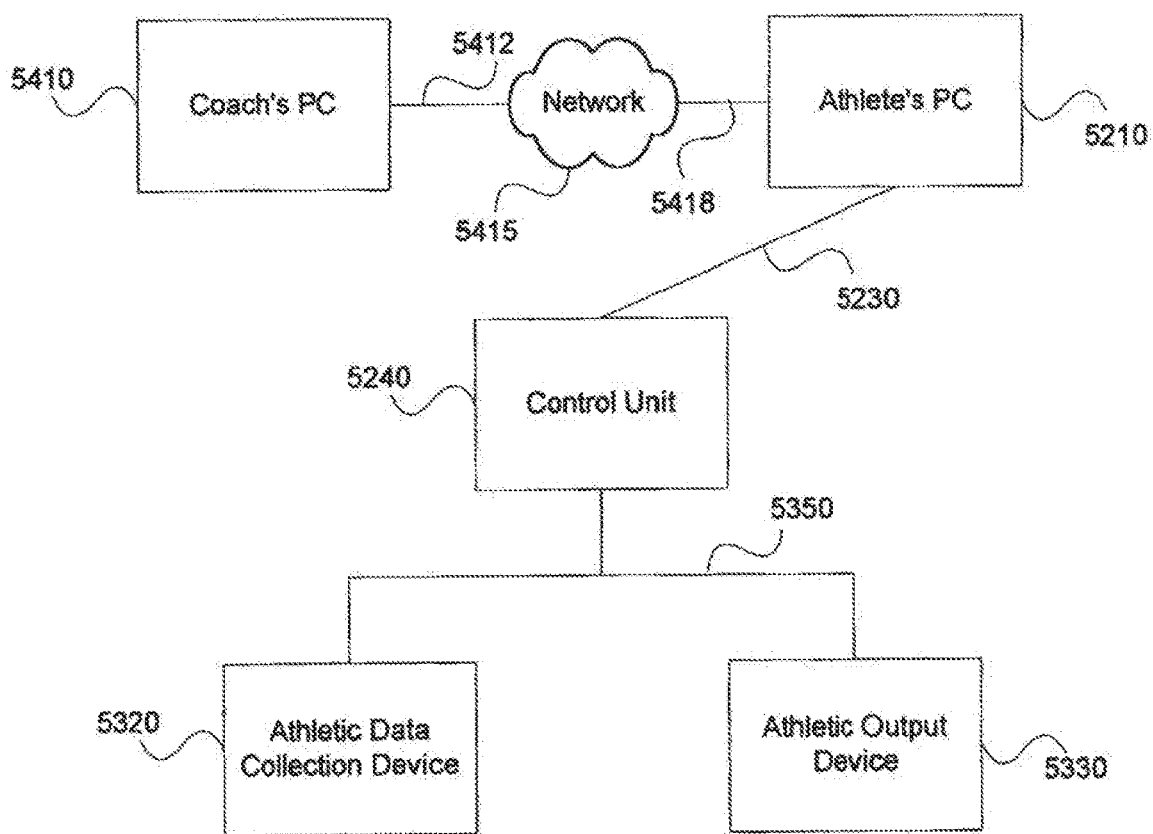 5412
5410
Coach's PC
Network
Athlete's PC
5210
5415
5418
5230
5240
Control Unit
5350
5320
Athletic Data
Collection Device
Athletic Output
Device
5330